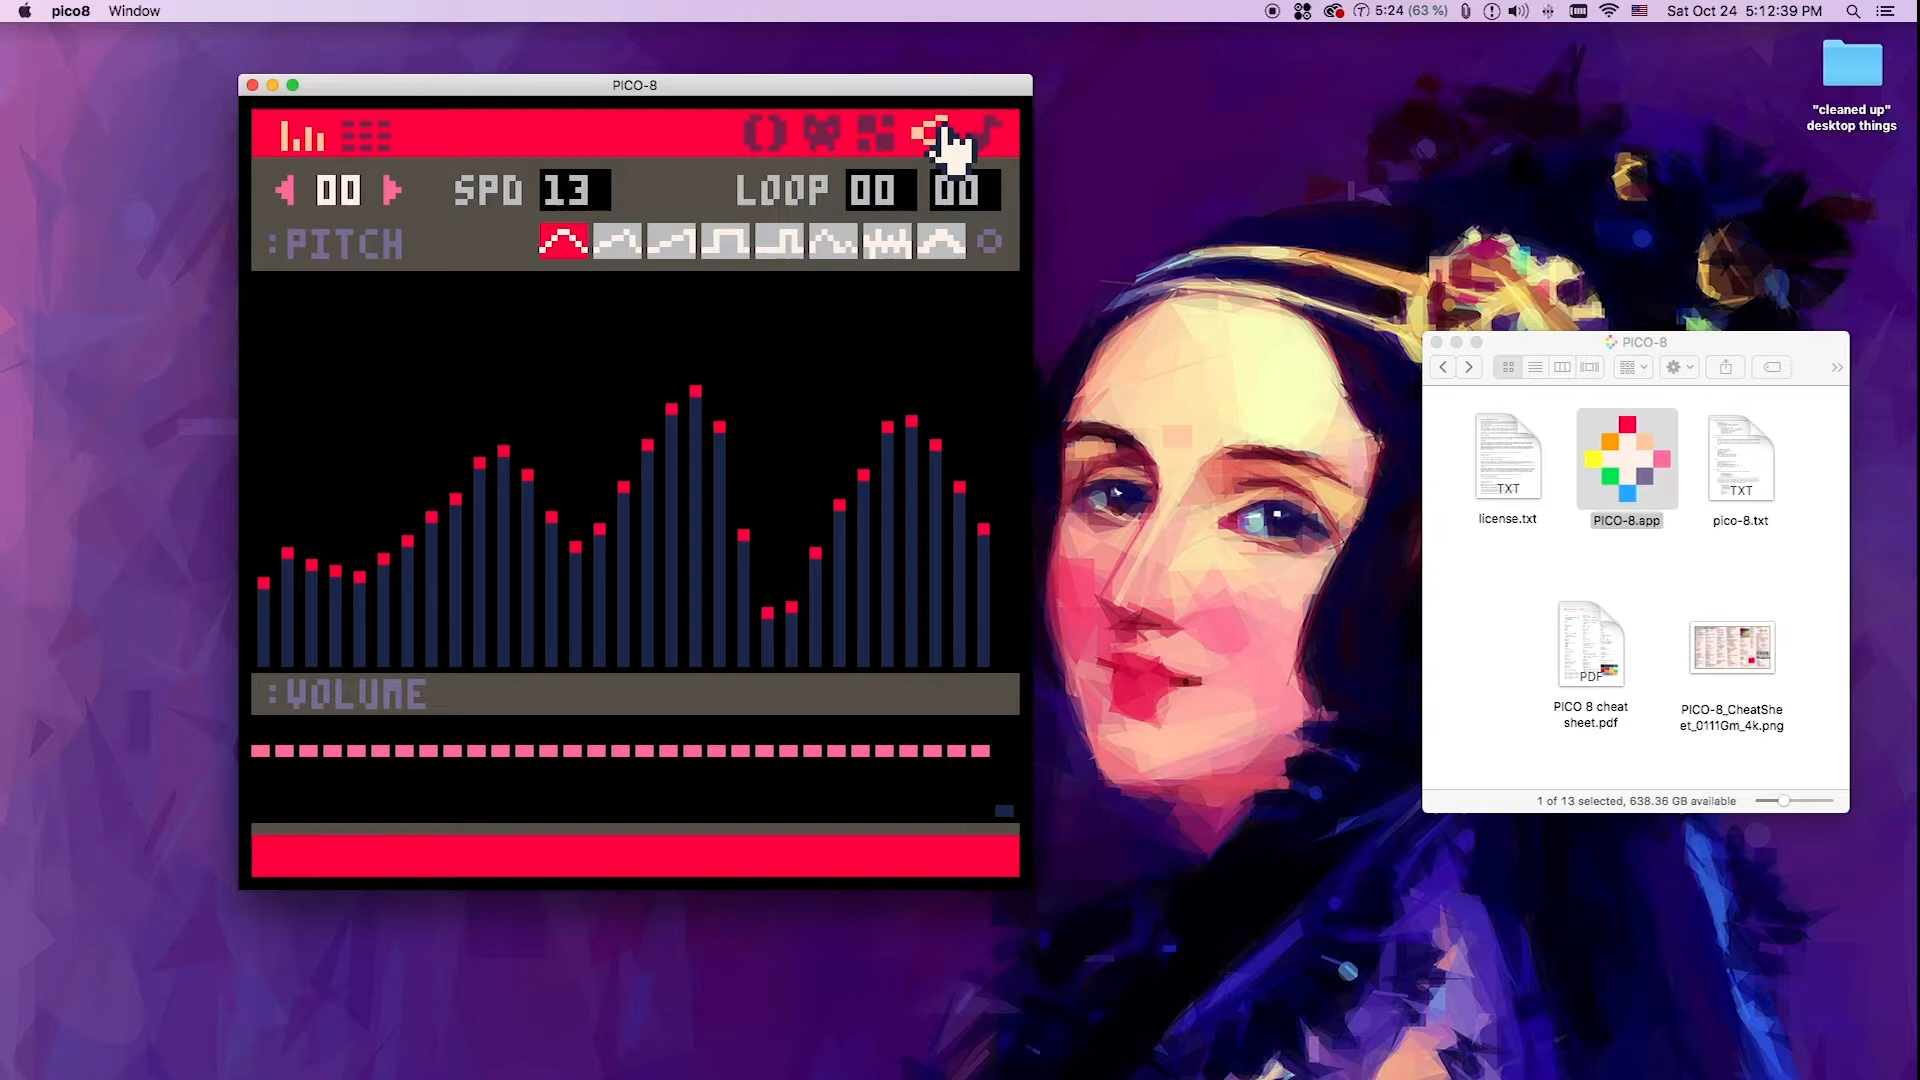 pico8 Window 5:24 (63 %) Sat Oct 24 5:12:39 PM
"cleaned up"
desktop things
PICO-8
00 SPD 13 LOOP 00 00
:PITCH
:VOLUME
PICO-8
TXT
license.txt
PICO-8.app
TXT
pico-8.txt
PDF
PICO 8 cheat
sheet.pdf
PICO-8_CheatShe
et_0111Gm_4k.png
1 of 13 selected, 638.36 GB available